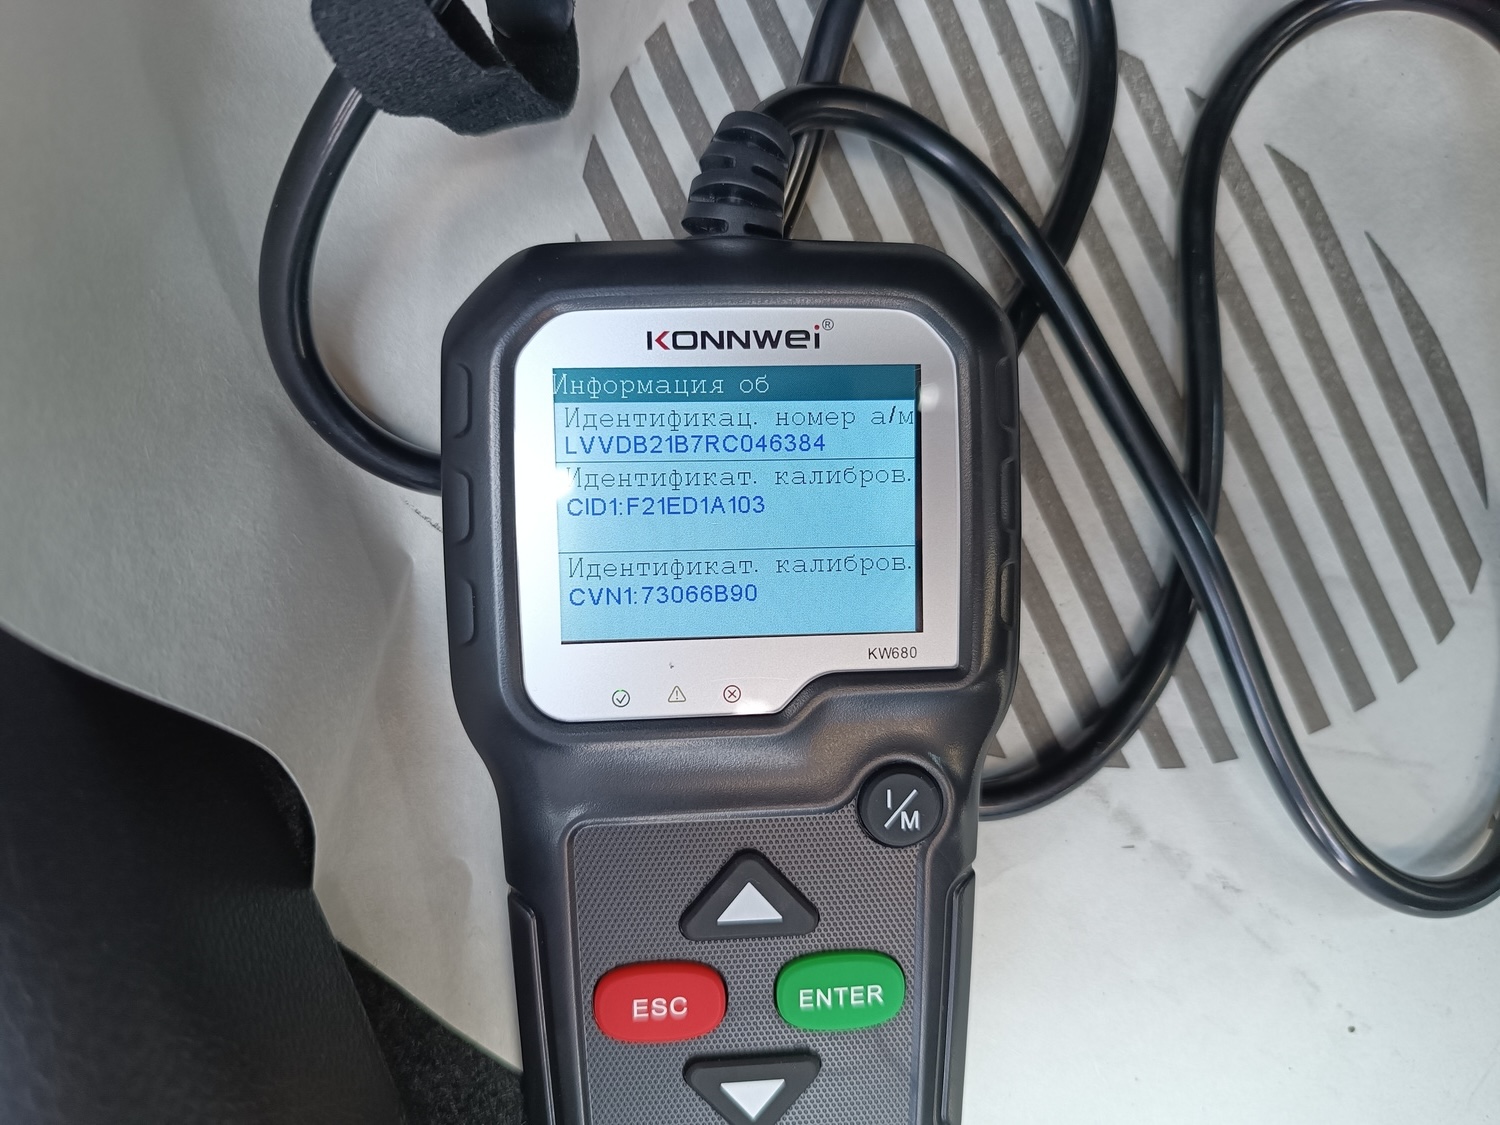 KONNWEI®
Информация об
Идентификац. номер а/м
LVVDB21B7RC046384
Идентификат. калибров.
CID1:F21ED1A103
Идентификат. калибров.
CVN1:73066B90
KW680
I/M
ESC
ENTER